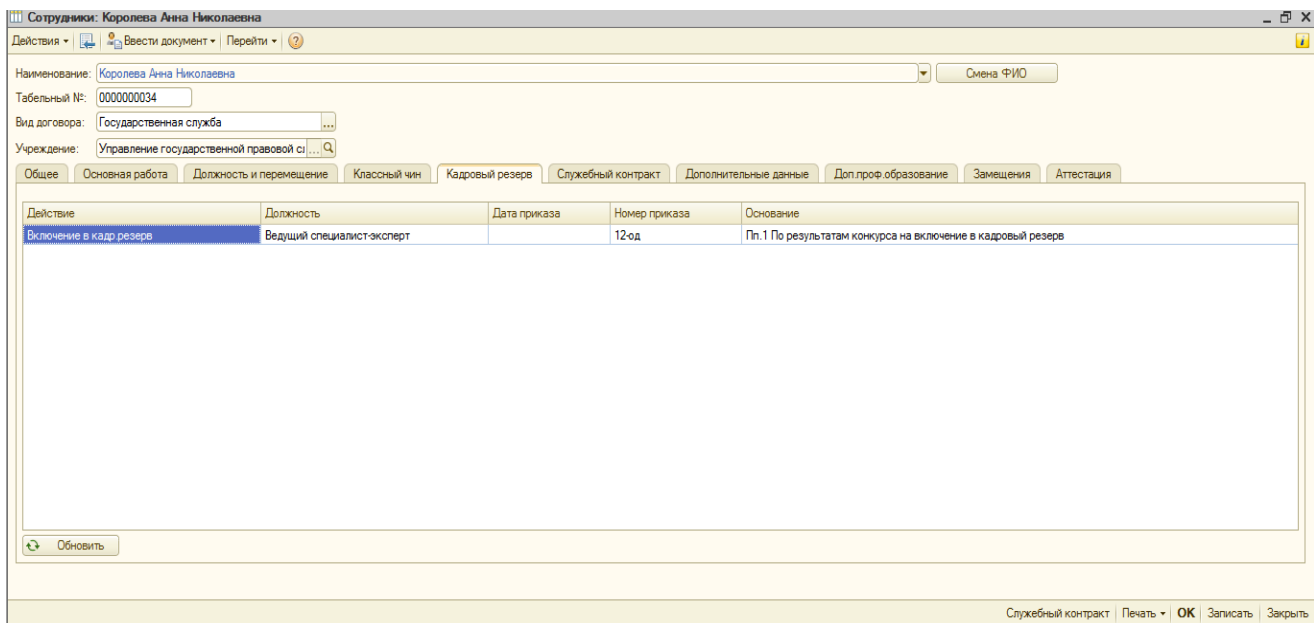 Сотрудники: Королева Анна Николаевна
Действия Ввести документ Перейти
Наименование: Королева Анна Николаевна Смена ФИО
Табельный №: 0000000034
Вид договора: Государственная служба ...
Учреждение: Управление государственной правовой сл ...
Общее Основная работа Должность и перемещение Классный чин Кадровый резерв Служебный контракт Дополнительные данные Доп.проф.образование Замещения Аттестация
Действие Должность Дата приказа Номер приказа Основание
Включение в кадр.резерв Ведущий специалист-эксперт 12-од Пп.1 По результатам конкурса на включение в кадровый резерв
Обновить
Служебный контракт Печать OK Записать Закрыть